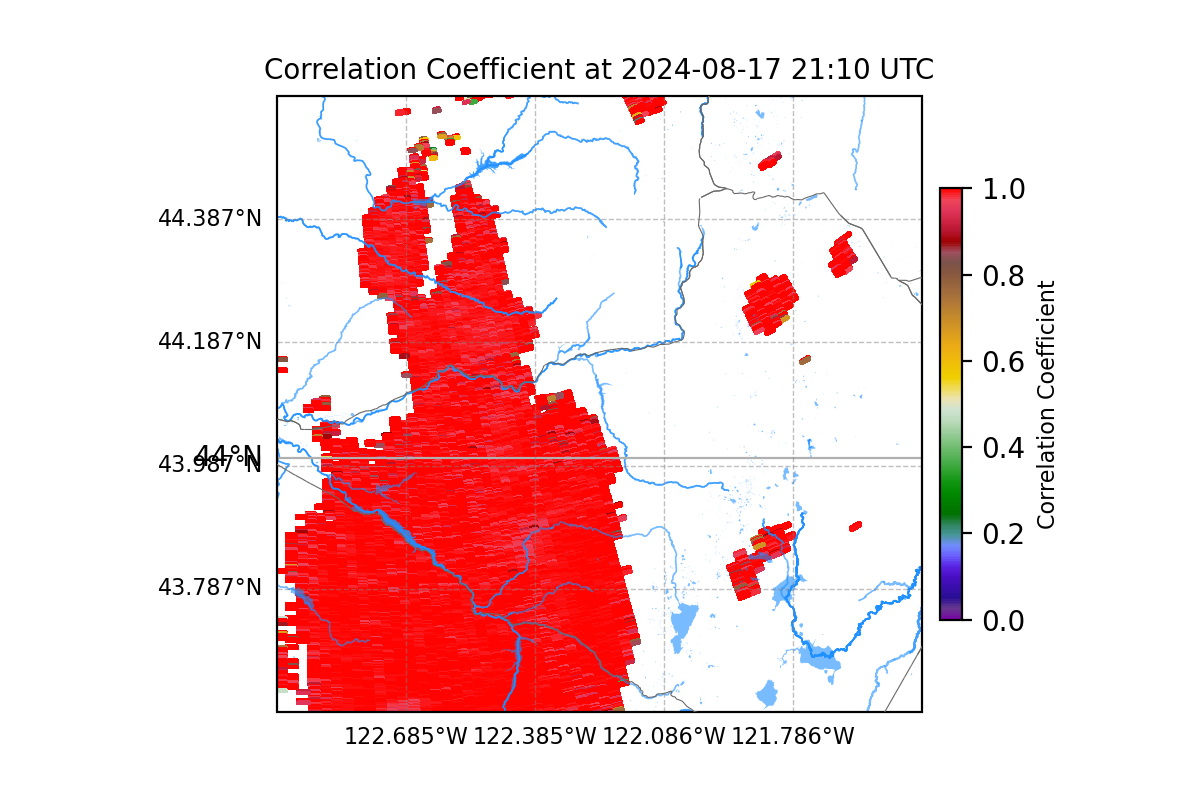 Correlation Coefficient at 2024-08-17 21:10 UTC
44.387°N
44.187°N
44°N
43.987°N
43.787°N
122.685°W 122.385°W 122.086°W 121.786°W
1.0
0.8
0.6
0.4
0.2
0.0
Correlation Coefficient